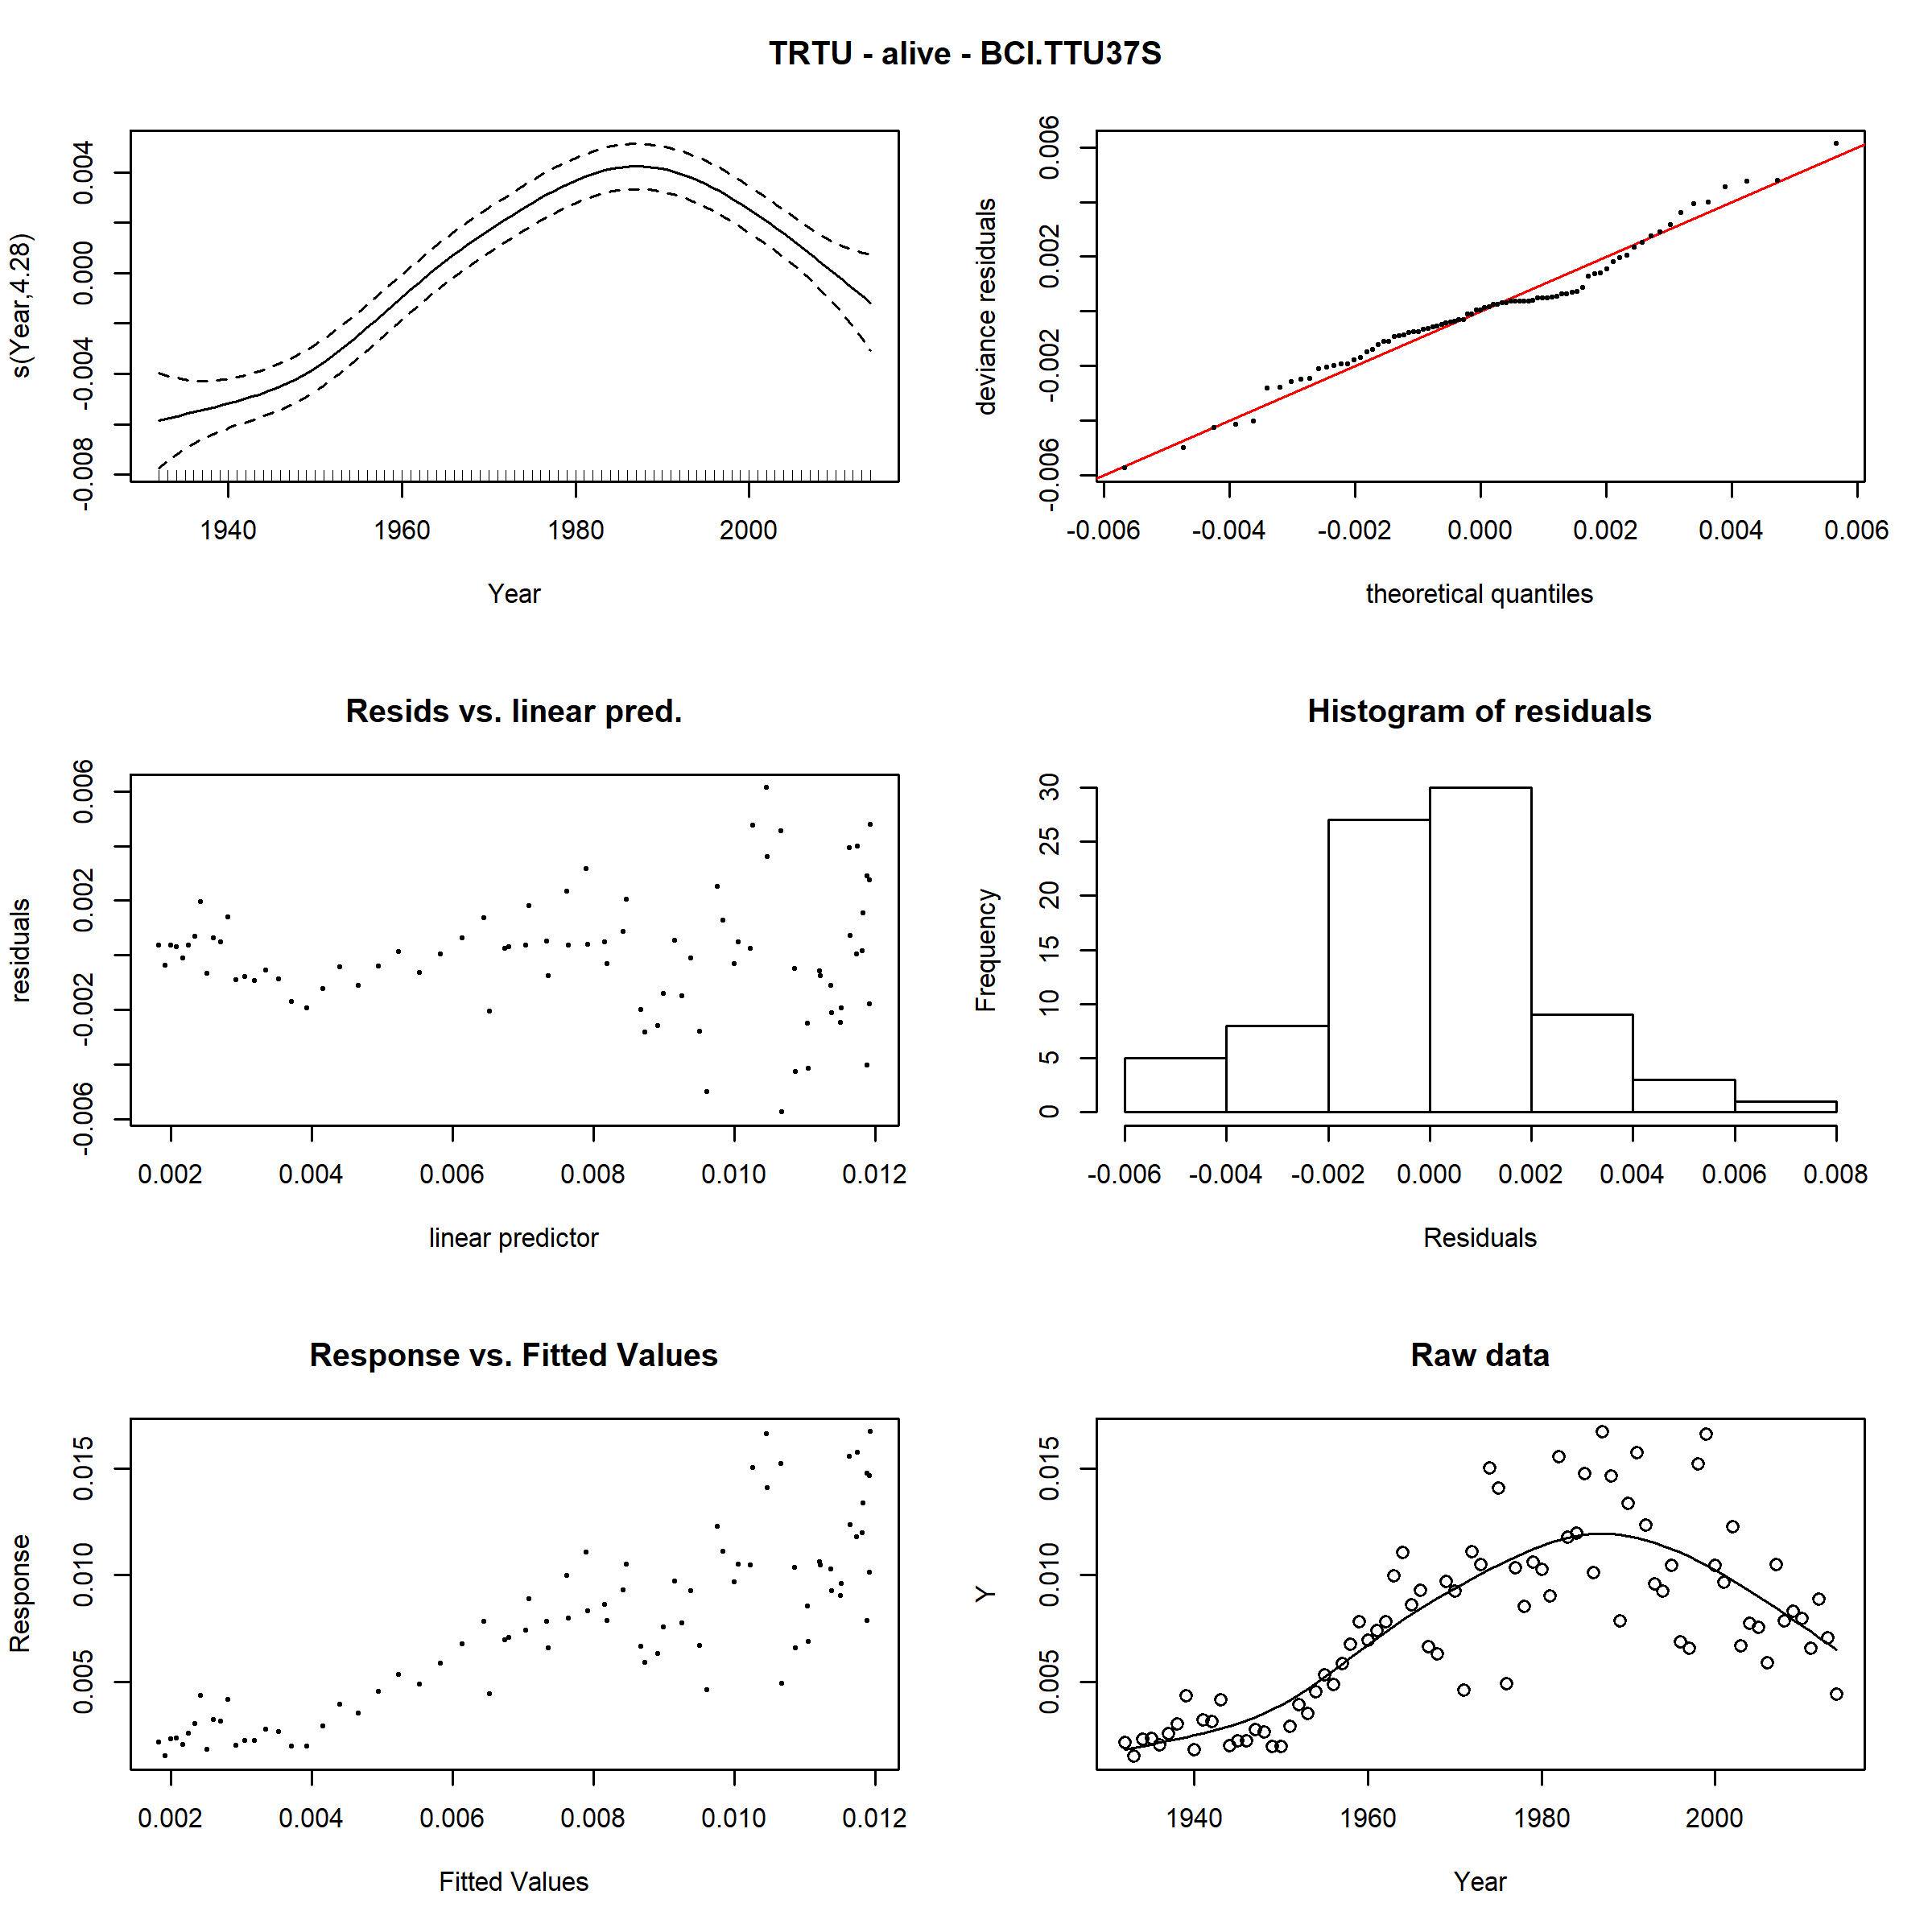 TRTU - alive - BCI.TTU37S
s(Year,4.28)
-0.008 -0.004 0.000 0.004
1940 1960 1980 2000
Year
deviance residuals
-0.006 -0.002 0.002 0.006
-0.006 -0.004 -0.002 0.000 0.002 0.004 0.006
theoretical quantiles
Resids vs. linear pred.
residuals
-0.006 -0.002 0.002 0.006
0.002 0.004 0.006 0.008 0.010 0.012
linear predictor
Histogram of residuals
Frequency
0 5 10 15 20 25 30
-0.006 -0.004 -0.002 0.000 0.002 0.004 0.006 0.008
Residuals
Response vs. Fitted Values
Response
0.005 0.010 0.015
0.002 0.004 0.006 0.008 0.010 0.012
Fitted Values
Raw data
Y
0.005 0.010 0.015
1940 1960 1980 2000
Year